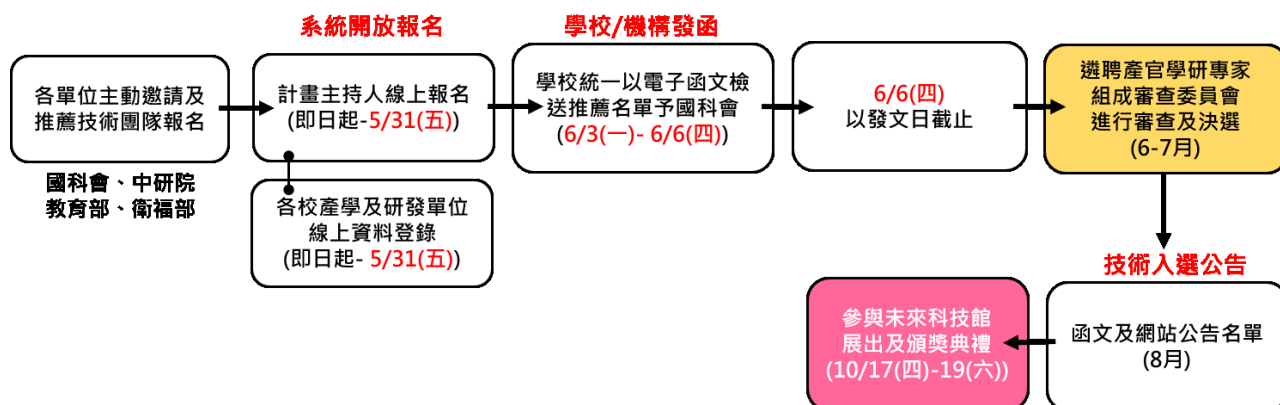 系統開放報名
學校/機構發函
各單位主動邀請及
推薦技術團隊報名
國科會、中研院
教育部、衛福部
計畫主持人線上報名
(即日起-5/31(五))
各校產學及研發單位
線上資料登錄
(即日起- 5/31(五))
學校統一以電子函文檢
送推薦名單予國科會
(6/3(一)- 6/6(四))
6/6(四)
以發文日截止
遴聘產官學研專家
組成審查委員會
進行審查及決選
(6-7月)
技術入選公告
函文及網站公告名單
(8月)
參與未來科技館
展出及頒獎典禮
(10/17(四)-19(六))